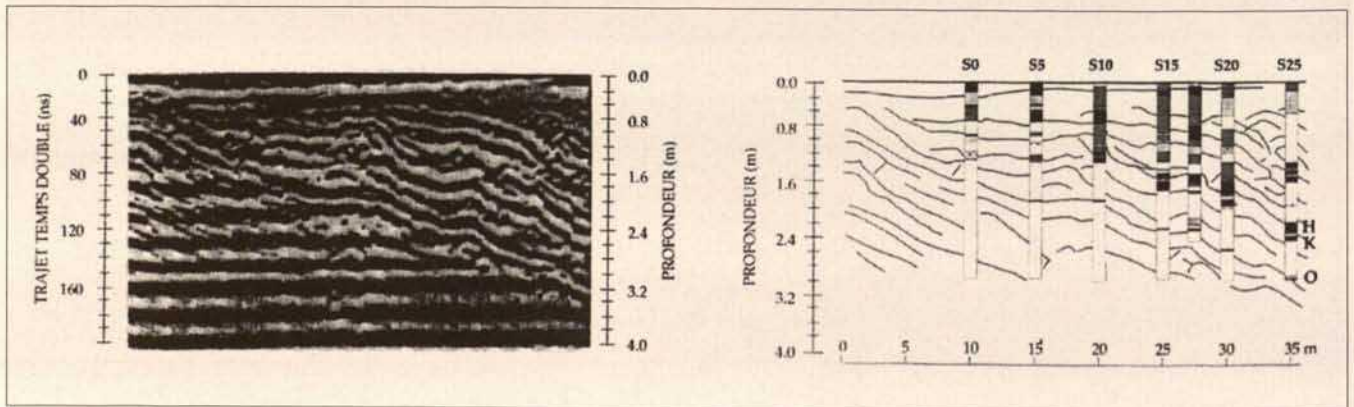 TRAJET TEMPS DOUBLE (ns)
0
40
80
120
160
PROFONDEUR (m)
0.0
0.8
1.6
2.4
3.2
4.0
PROFONDEUR (m)
0.0
0.8
1.6
2.4
3.2
4.0
S0 S5 S10 S15 S20 S25
H
K
O
0 5 10 15 20 25 30 35 m